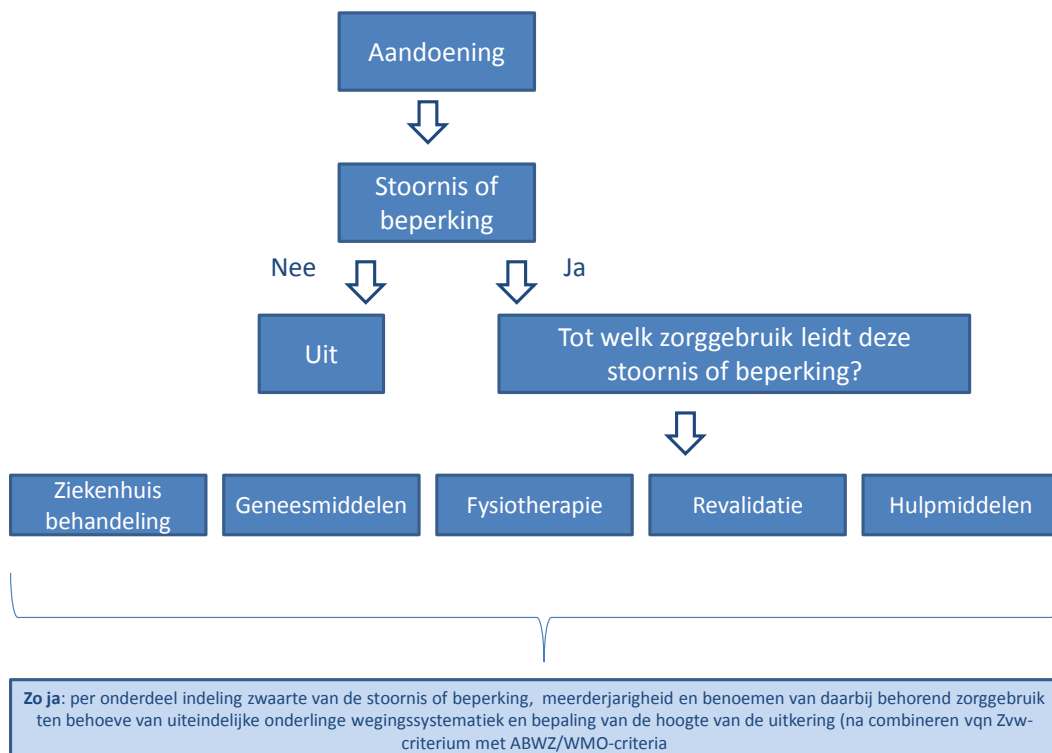 Aandoening
Stoornis of
beperking
Nee
Ja
Uit
Tot welk zorggebruik leidt deze
stoornis of beperking?
Ziekenhuis
behandeling
Geneesmiddelen
Fysiotherapie
Revalidatie
Hulpmiddelen
Zo ja: per onderdeel indeling zwaarte van de stoornis of beperking, meerderjarigheid en benoemen van daarbij behorend zorggebruik
ten behoeve van uiteindelijke onderlinge wegingssystematiek en bepaling van de hoogte van de uitkering (na combineren vqn Zvw-
criterium met ABWZ/WMO-criteria